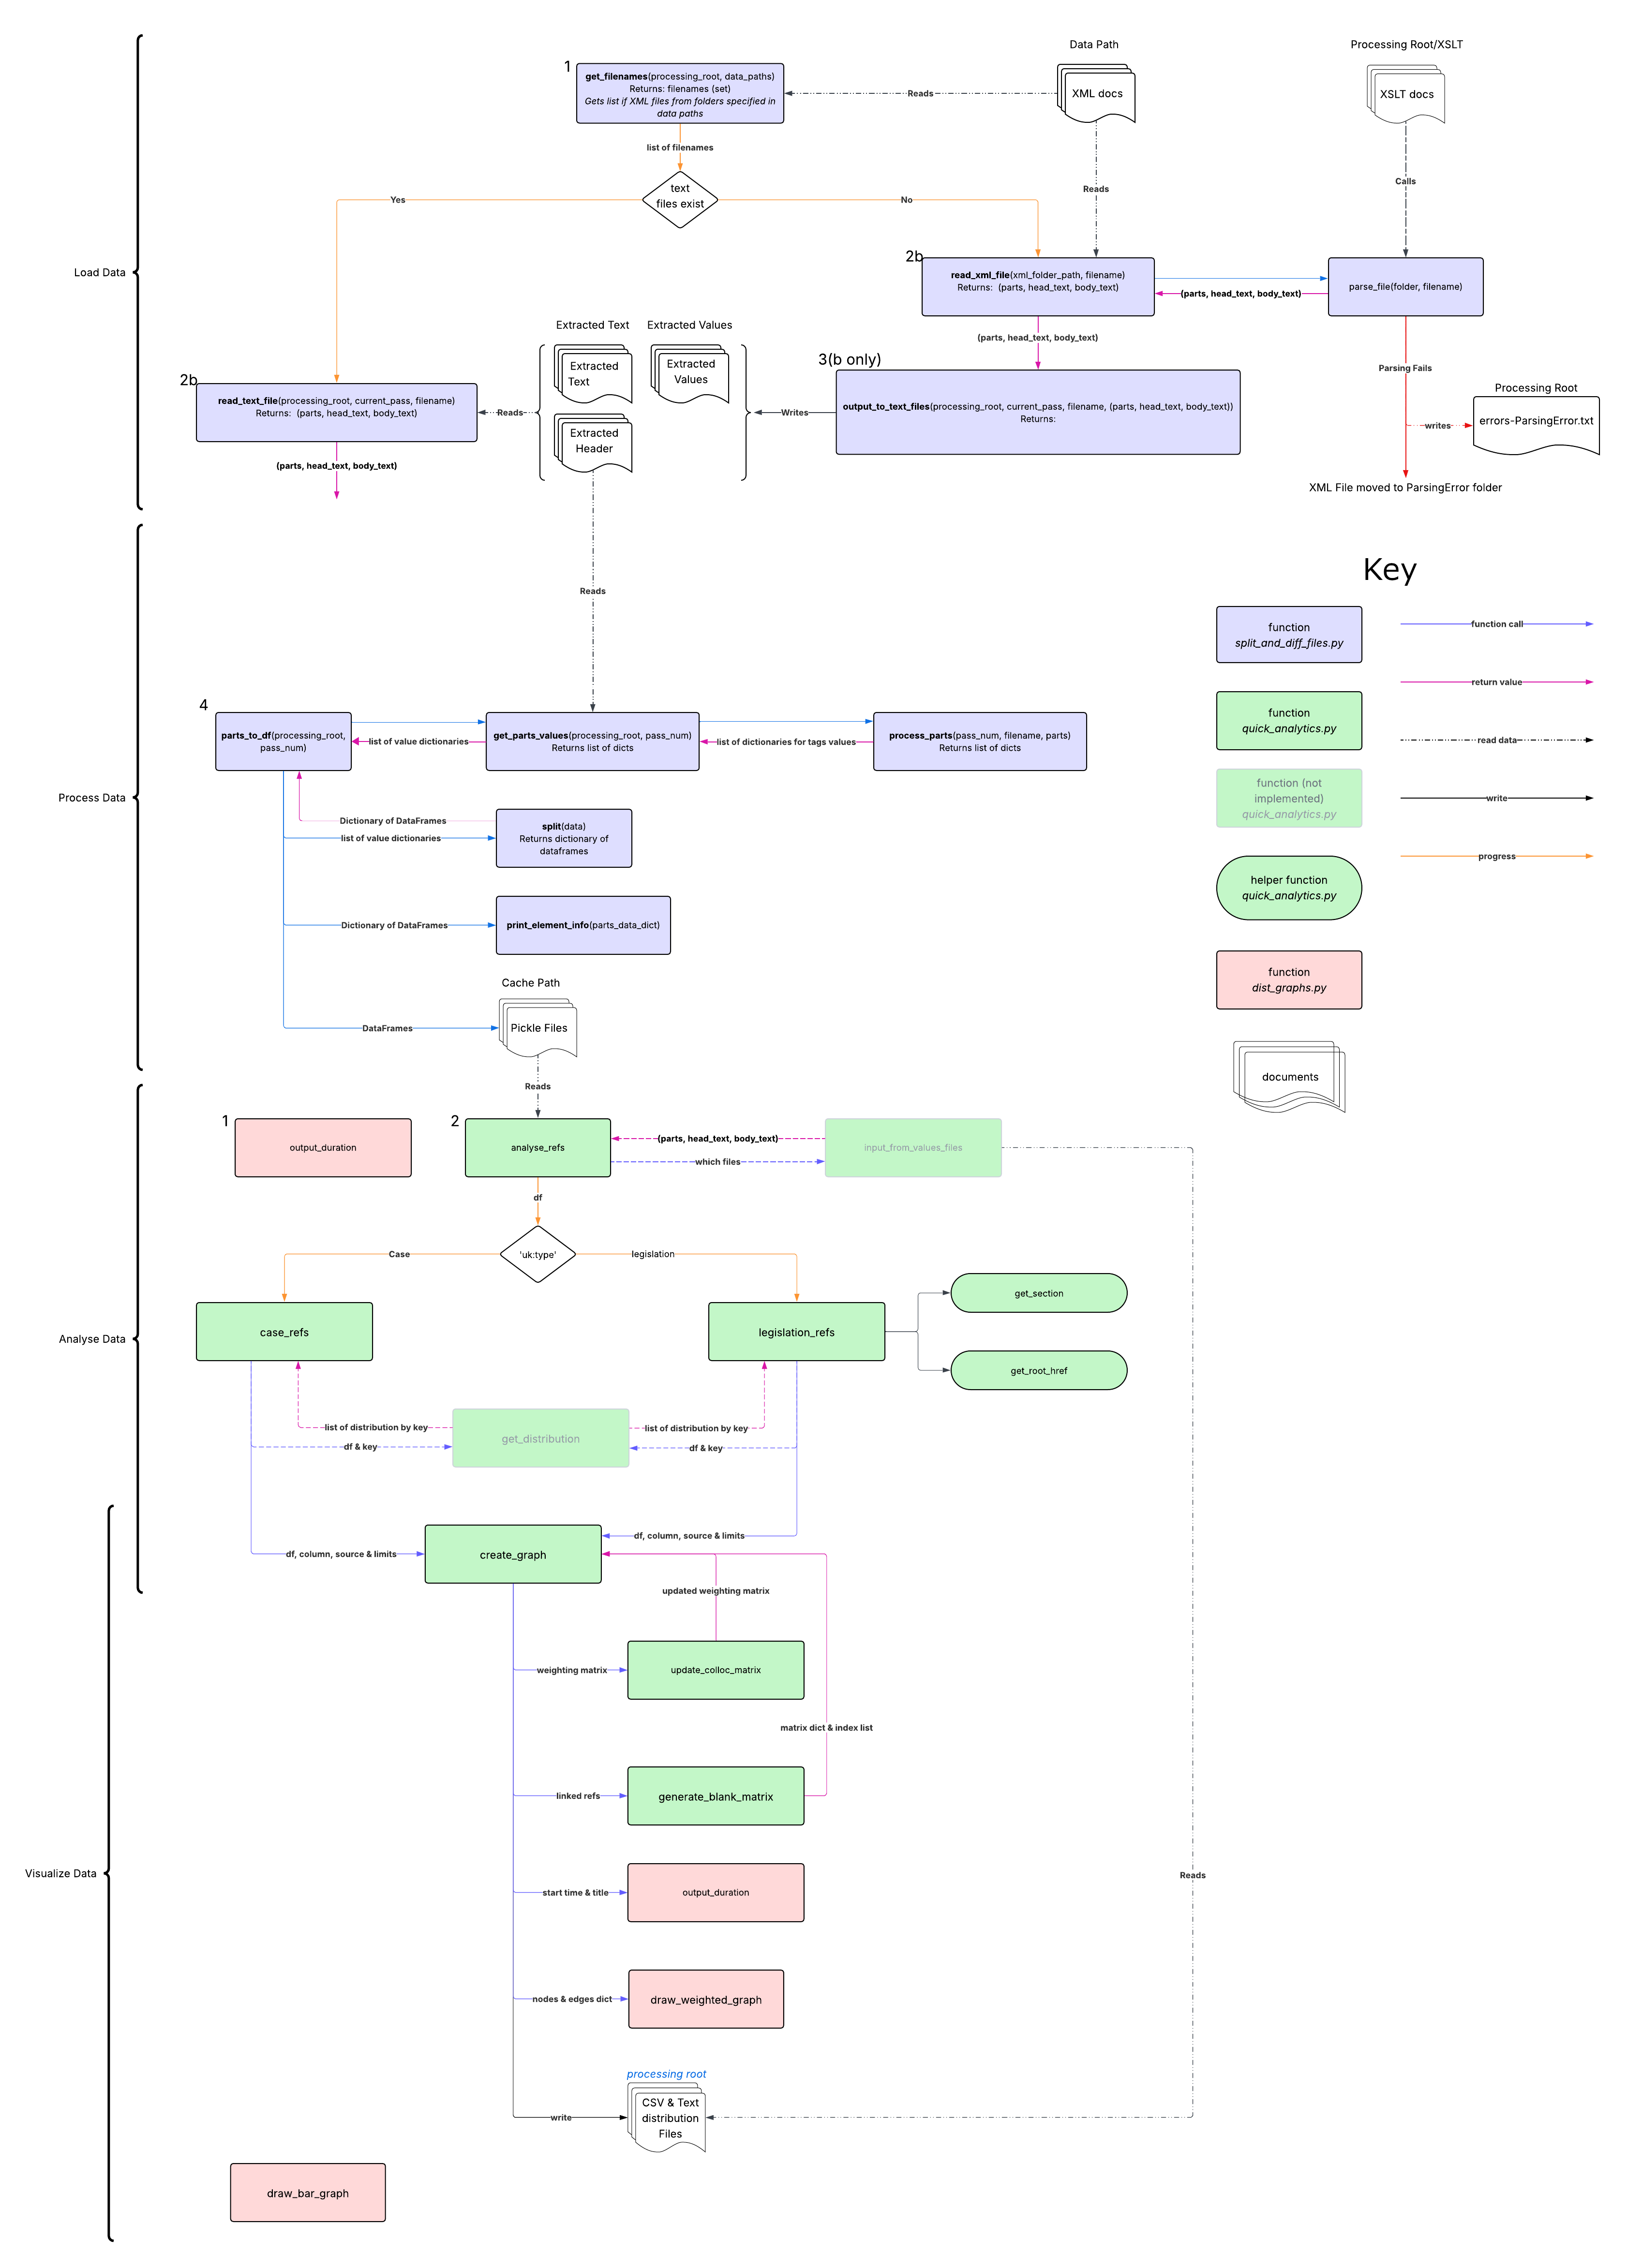 Data Path
Processing Root/XSLT
1
get_filenames(processing_root, data_paths)
Returns: filenames (set)
Gets list if XML files from folders specified in
data paths
Reads
XML docs
XSLT docs
list of filenames
text
files exist
Yes
No
Reads
Calls
Load Data
2b
read_xml_file(xml_folder_path, filename)
Returns: (parts, head_text, body_text)
(parts, head_text, body_text)
parse_file(folder, filename)
Extracted Text
Extracted Values
(parts, head_text, body_text)
3(b only)
Extracted
Text
Extracted
Values
Parsing Fails
2b
read_text_file(processing_root, current_pass, filename)
Returns: (parts, head_text, body_text)
Reads
Extracted
Header
Writes
output_to_text_files(processing_root, current_pass, filename, (parts, head_text, body_text))
Returns:
Processing Root
errors-ParsingError.txt
writes
(parts, head_text, body_text)
XML File moved to ParsingError folder
Reads
Key
function
split_and_diff_files.py
function call
function
quick_analytics.py
return value
read data
function (not
implemented)
quick_analytics.py
write
progress
helper function
quick_analytics.py
function
dist_graphs.py
documents
Process Data
4
parts_to_df(processing_root,
pass_num)
list of value dictionaries
get_parts_values(processing_root, pass_num)
Returns list of dicts
list of dictionaries for tags values
process_parts(pass_num, filename, parts)
Returns list of dicts
Dictionary of DataFrames
list of value dictionaries
split(data)
Returns dictionary of
dataframes
Dictionary of DataFrames
print_element_info(parts_data_dict)
Cache Path
DataFrames
Pickle Files
Reads
Analyse Data
1
output_duration
2
analyse_refs
(parts, head_text, body_text)
which files
input_from_values_files
df
'uk:type'
Case
legislation
case_refs
legislation_refs
get_section
get_root_href
list of distribution by key
df & key
get_distribution
list of distribution by key
df & key
df, column, source & limits
create_graph
df, column, source & limits
updated weighting matrix
weighting matrix
update_colloc_matrix
matrix dict & index list
linked refs
generate_blank_matrix
Visualize Data
Reads
start time & title
output_duration
nodes & edges dict
draw_weighted_graph
processing root
write
CSV & Text
distribution
Files
draw_bar_graph